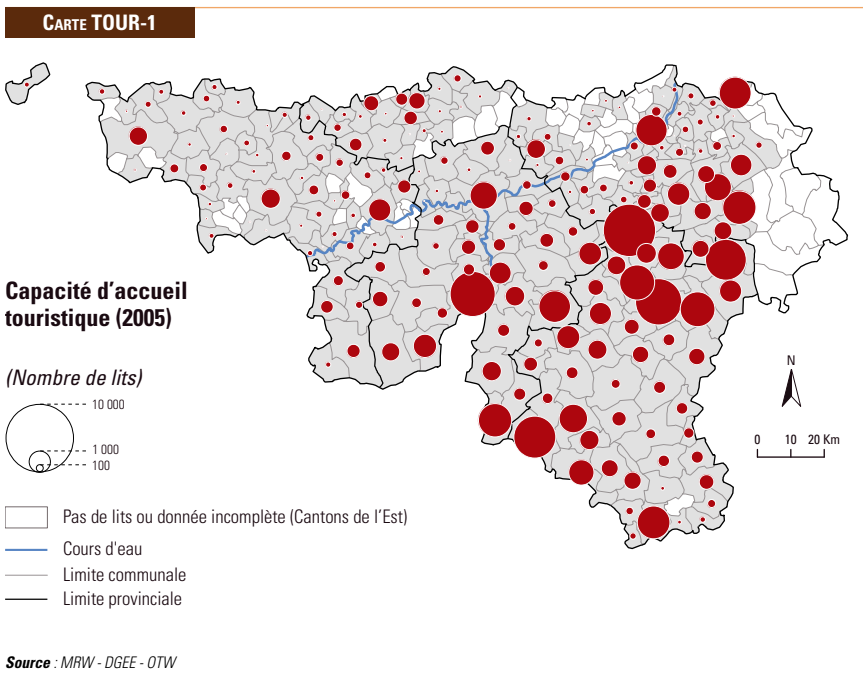 CARTE TOUR-1
Capacité d'accueil
touristique (2005)
(Nombre de lits)
10 000
1 000
100
N
0 10 20 Km
Pas de lits ou donnée incomplète (Cantons de l'Est)
Cours d'eau
Limite communale
Limite provinciale
Source : MRW - DGEE - OTW